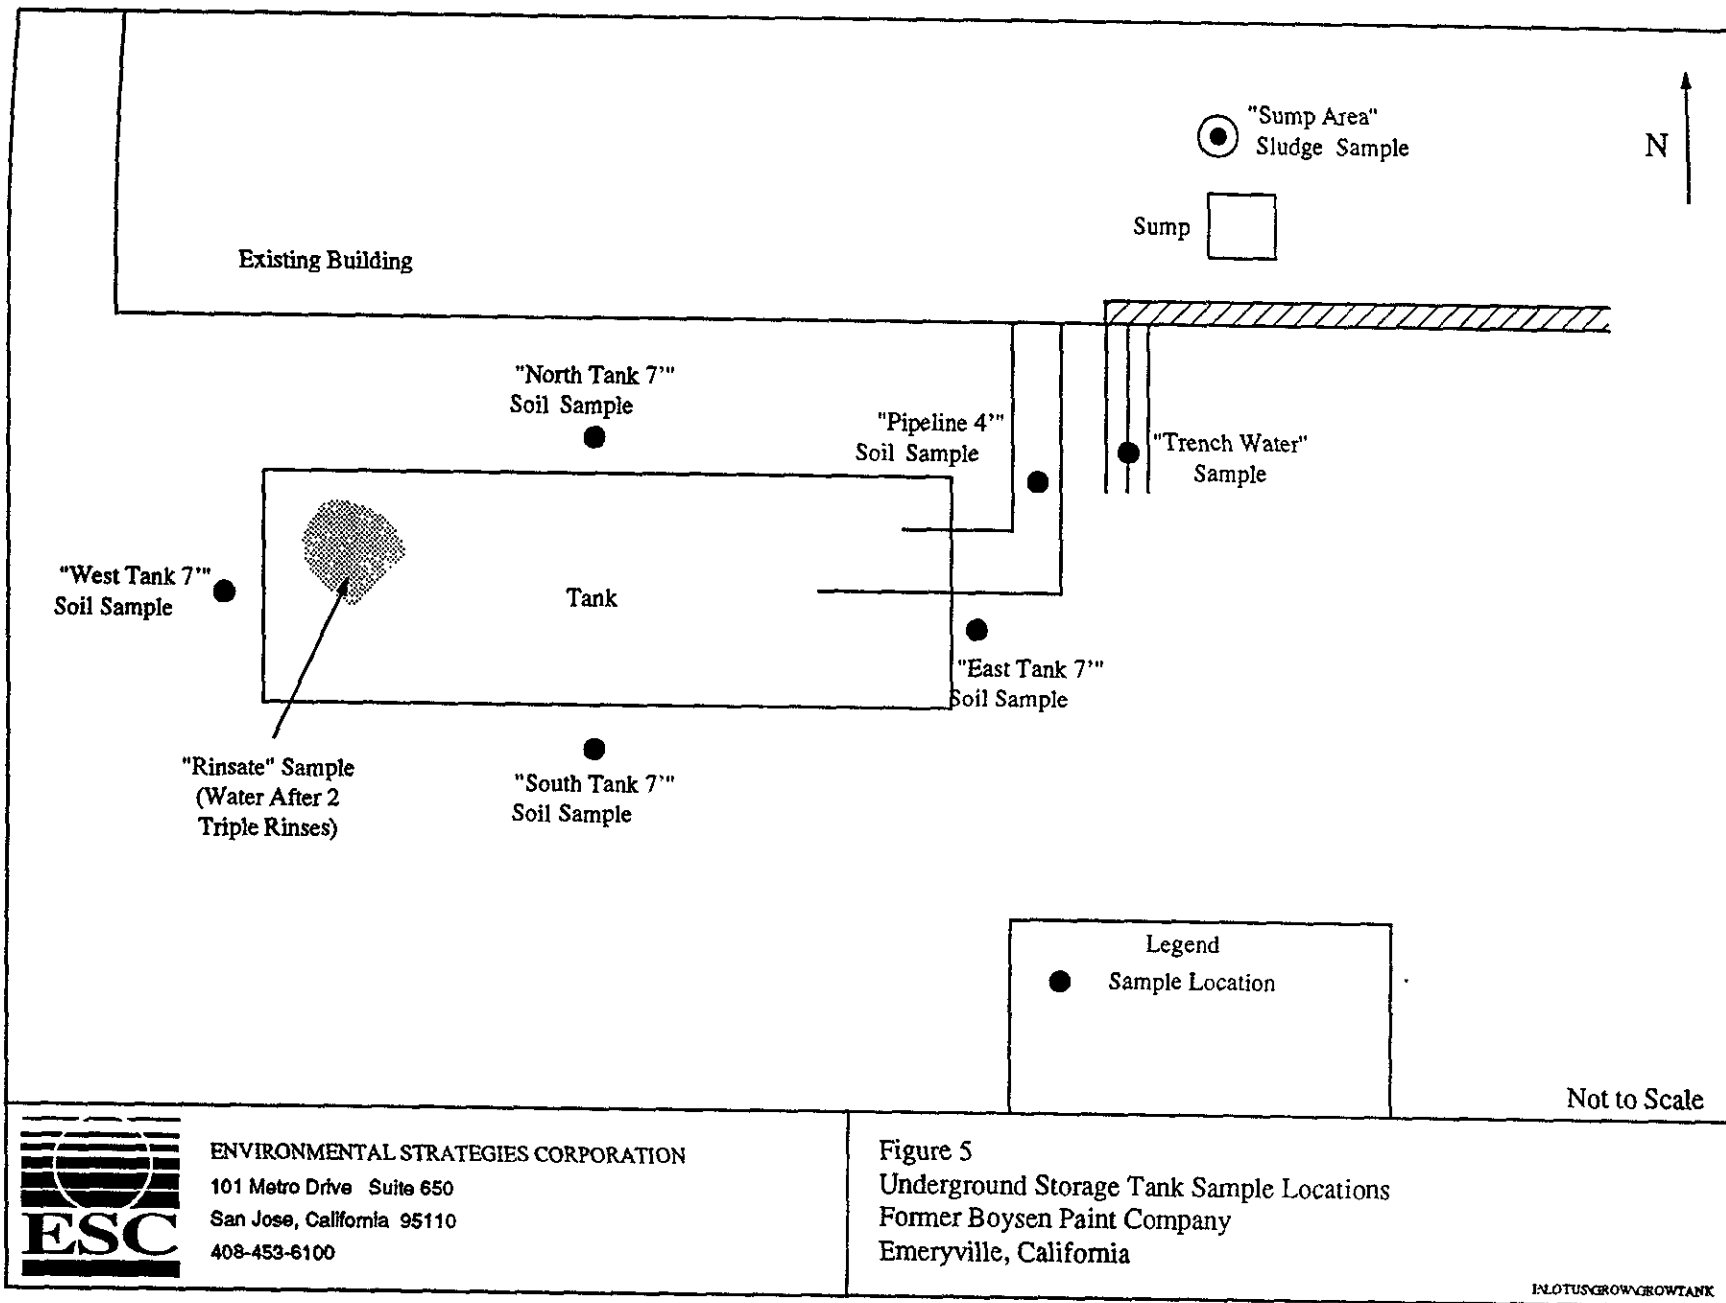 "Sump Area"
Sludge Sample
N
Sump
Existing Building
"North Tank 7'"
Soil Sample
"Pipeline 4'"
Soil Sample
"Trench Water"
Sample
"West Tank 7'"
Soil Sample
Tank
"East Tank 7'"
Soil Sample
"Rinsate" Sample
(Water After 2
Triple Rinses)
"South Tank 7'"
Soil Sample
Legend
Sample Location
Not to Scale
ESC
ENVIRONMENTAL STRATEGIES CORPORATION
101 Metro Drive Suite 650
San Jose, California 95110
408-453-6100
Figure 5
Underground Storage Tank Sample Locations
Former Boysen Paint Company
Emeryville, California
I:\LOTUS\GROW\GROWTANK